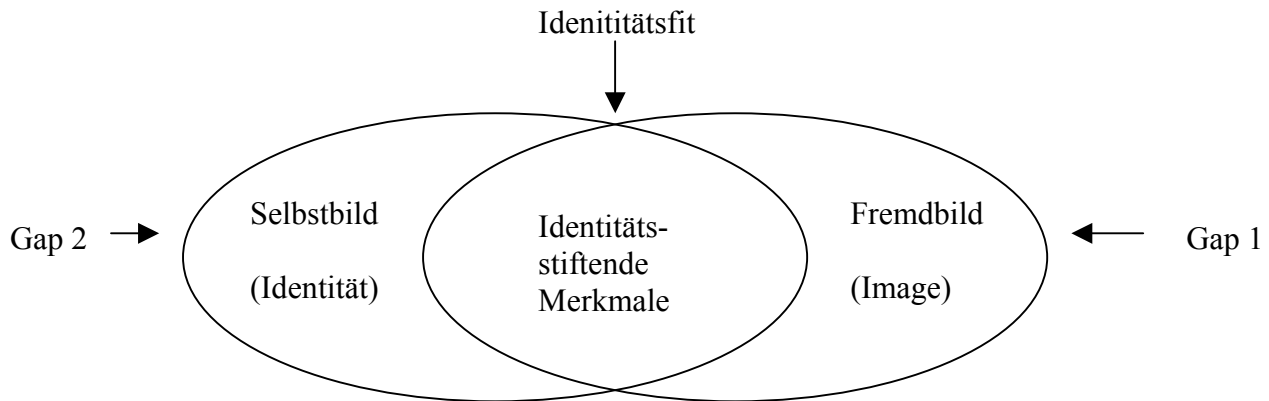 Idenititätsfit
Selbstbild
(Identität)
Gap 2
Identitäts-
stiftende
Merkmale
Fremdbild
(Image)
Gap 1